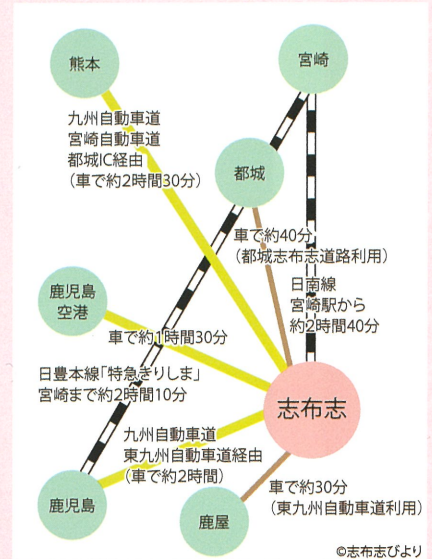 熊本
宮崎
九州自動車道
宮崎自動車道
都城IC経由
（車で約2時間30分）
都城
車で約40分
（都城志布志道路利用）
日南線
宮崎駅から
約2時間40分
鹿児島
空港
車で約1時間30分
日豊本線「特急きりしま」
宮崎まで約2時間10分
志布志
九州自動車道
東九州自動車道経由
（車で約2時間）
鹿児島
鹿屋
車で約30分
（東九州自動車道利用）
©志布志びより